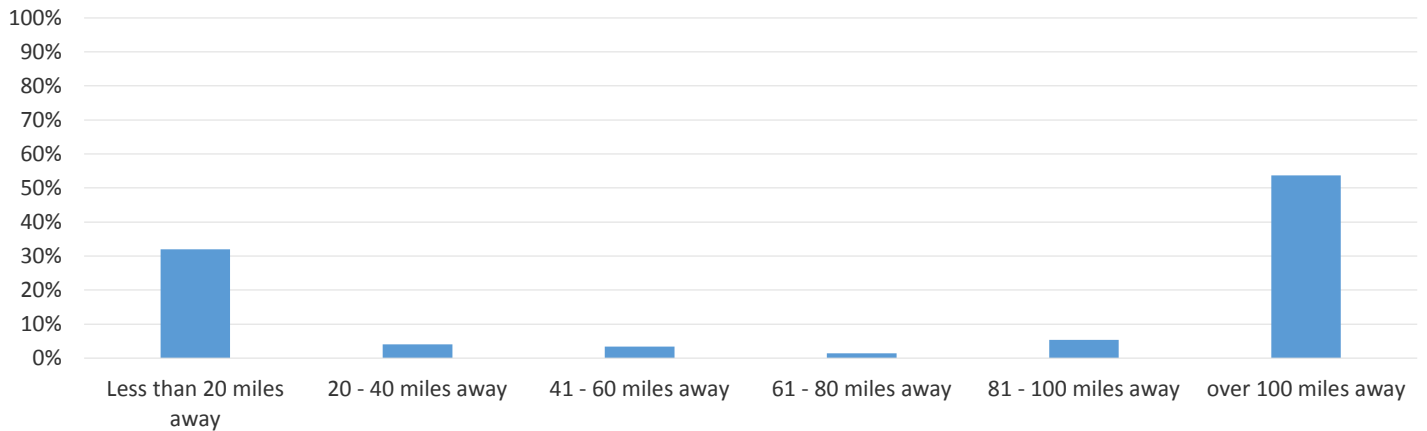 100%
90%
80%
70%
60%
50%
40%
30%
20%
10%
0%
Less than 20 miles
away
20 - 40 miles away
41 - 60 miles away
61 - 80 miles away
81 - 100 miles away
over 100 miles away